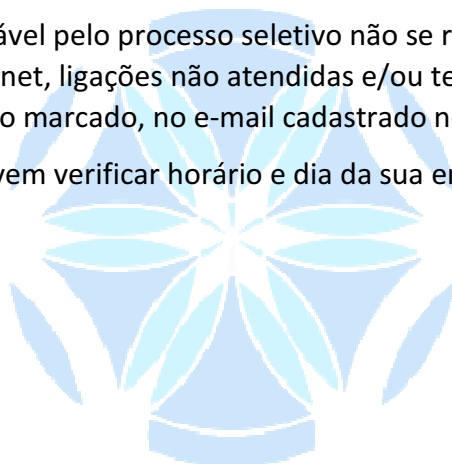 ável pelo processo seletivo não se r
net, ligações não atendidas e/ou te
o marcado, no e-mail cadastrado n
vem verificar horário e dia da sua e